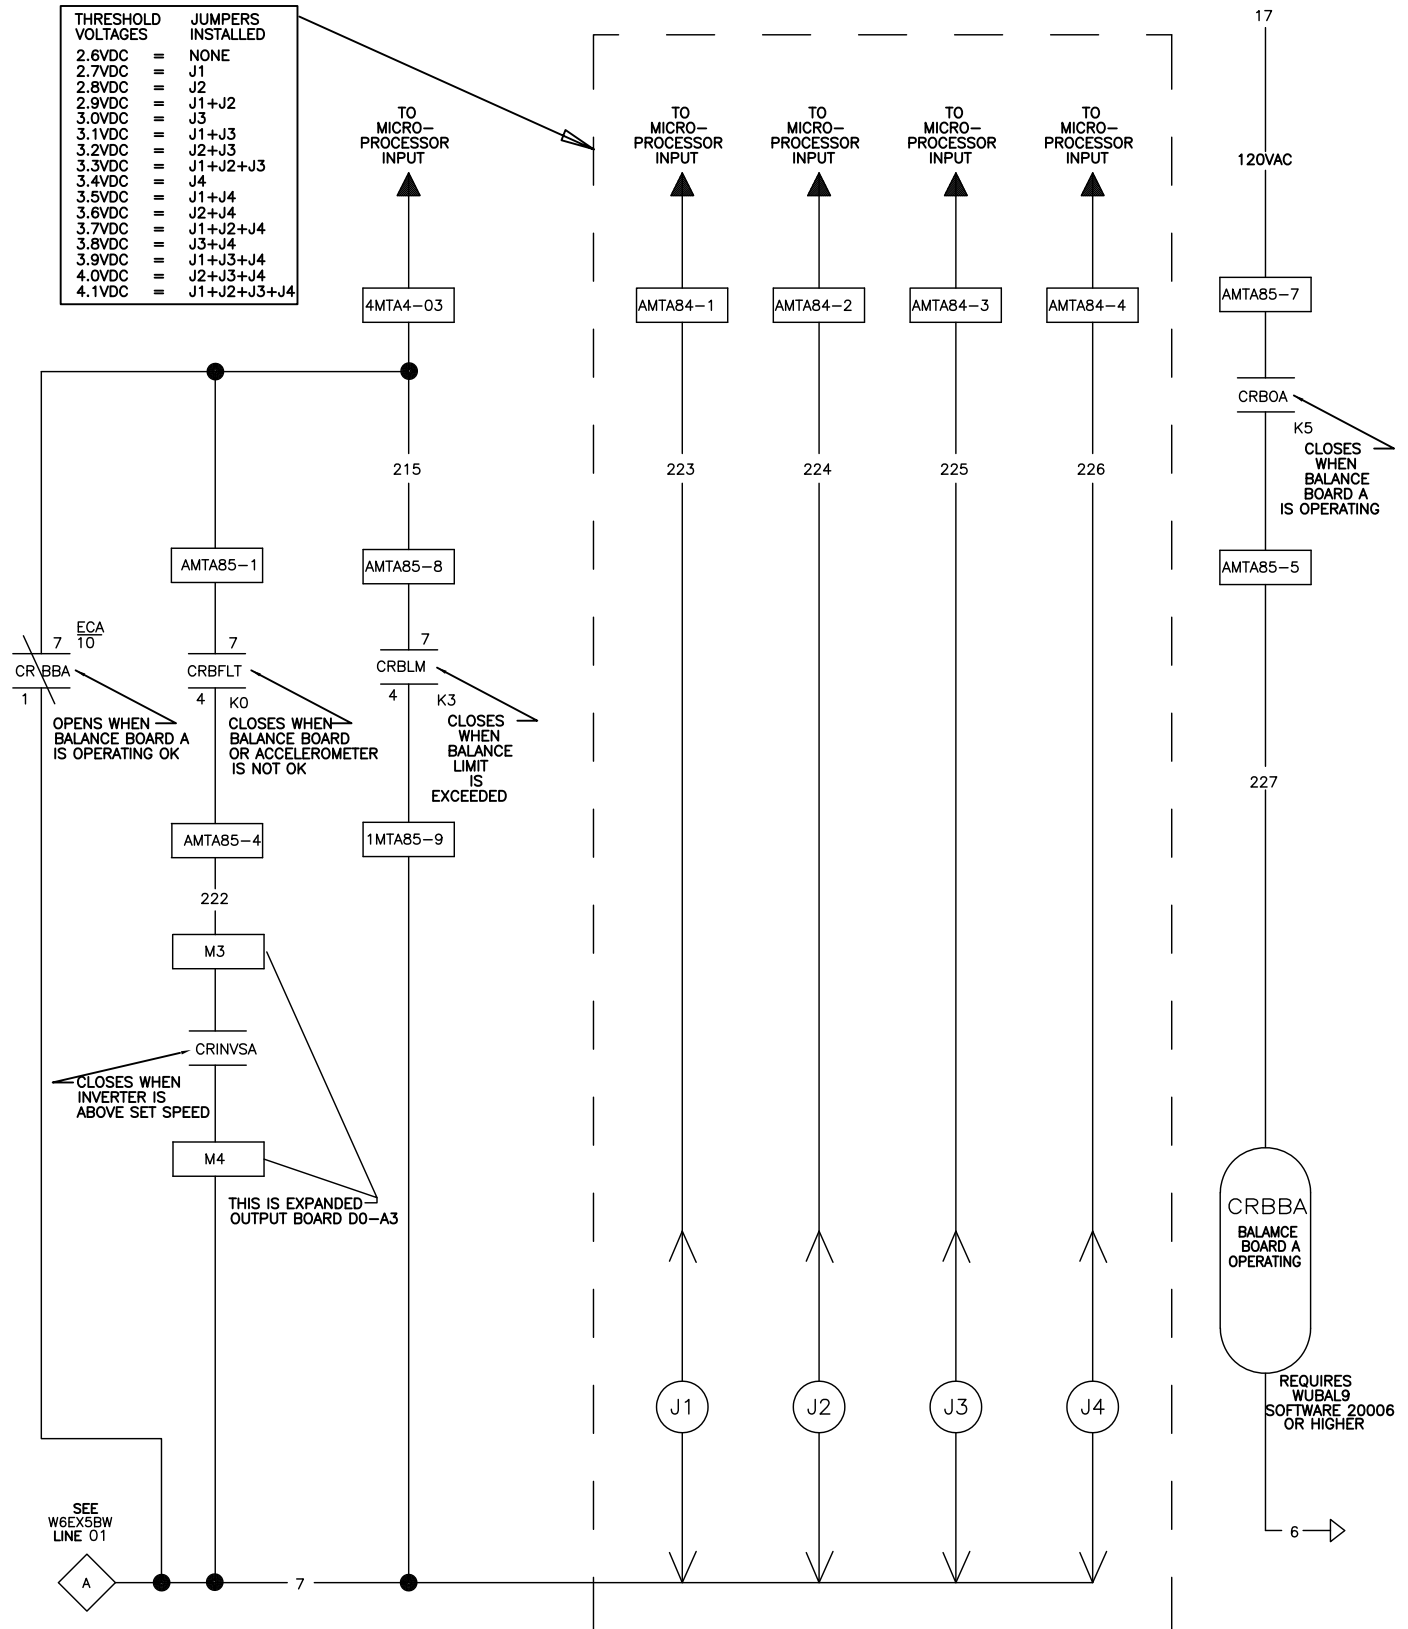 THRESHOLD VOLTAGES JUMPERS INSTALLED
2.6VDC = NONE
2.7VDC = J1
2.8VDC = J2
2.9VDC = J1+J2
3.0VDC = J3
3.1VDC = J1+J3
3.2VDC = J2+J3
3.3VDC = J1+J2+J3
3.4VDC = J4
3.5VDC = J1+J4
3.6VDC = J2+J4
3.7VDC = J1+J2+J4
3.8VDC = J3+J4
3.9VDC = J1+J3+J4
4.0VDC = J2+J3+J4
4.1VDC = J1+J2+J3+J4
TO
MICRO-
PROCESSOR
INPUT
4MTA4-03
TO
MICRO-
PROCESSOR
INPUT
AMTA84-1
TO
MICRO-
PROCESSOR
INPUT
AMTA84-2
TO
MICRO-
PROCESSOR
INPUT
AMTA84-3
TO
MICRO-
PROCESSOR
INPUT
AMTA84-4
17
120VAC
AMTA85-7
CRBOA
K5
CLOSES
WHEN
BALANCE
BOARD A
IS OPERATING
AMTA85-5
227
215
223
224
225
226
AMTA85-1
AMTA85-8
7
ECA
10
CR BBA
1
OPENS WHEN
BALANCE BOARD A
IS OPERATING OK
7
CRBFLT
4
K0
CLOSES WHEN
BALANCE BOARD
OR ACCELEROMETER
IS NOT OK
7
CRBLM
4
K3
CLOSES
WHEN
BALANCE
LIMIT
IS
EXCEEDED
AMTA85-4
1MTA85-9
222
M3
CRINVSA
CLOSES WHEN
INVERTER IS
ABOVE SET SPEED
M4
THIS IS EXPANDED
OUTPUT BOARD DO-A3
CRBBA
BALAMCE
BOARD A
OPERATING
REQUIRES
WUBAL9
SOFTWARE 20006
OR HIGHER
J1
J2
J3
J4
6
SEE
W6EX5BW
LINE 01
A
7